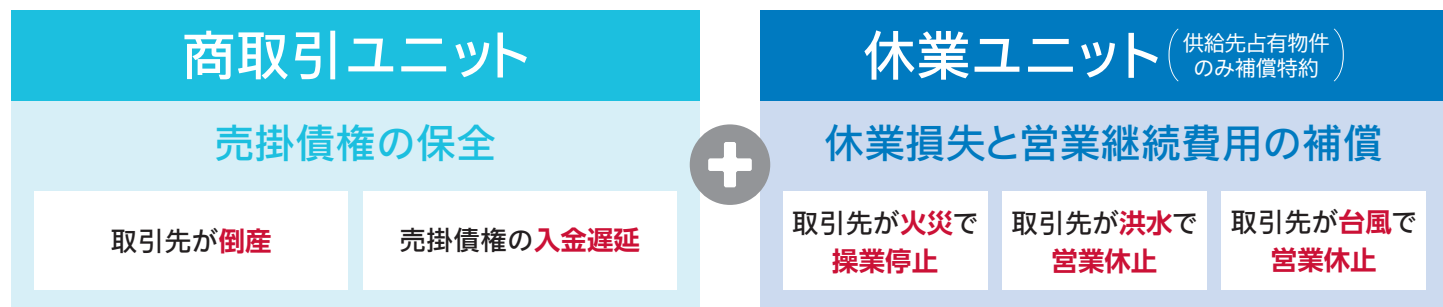 商取引ユニット
売掛債権の保全
取引先が倒産
売掛債権の入金遅延
休業ユニット(供給先占有物件
のみ補償特約)
休業損失と営業継続費用の補償
取引先が火災で
操業停止
取引先が洪水で
営業休止
取引先が台風で
営業休止